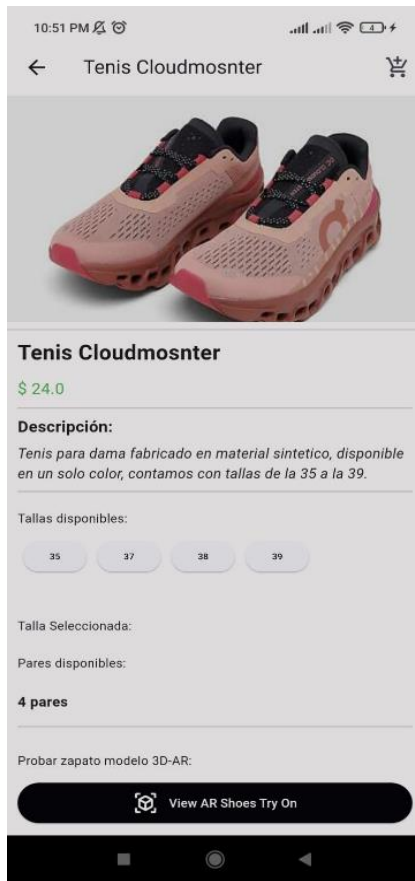 10:51 PM
4
Tenis Cloudmosnter
Tenis Cloudmosnter
$ 24.0
Descripción:
Tenis para dama fabricado en material sintetico, disponible
en un solo color, contamos con tallas de la 35 a la 39.
Tallas disponibles:
35 37 38 39
Talla Seleccionada:
Pares disponibles:
4 pares
Probar zapato modelo 3D-AR:
View AR Shoes Try On